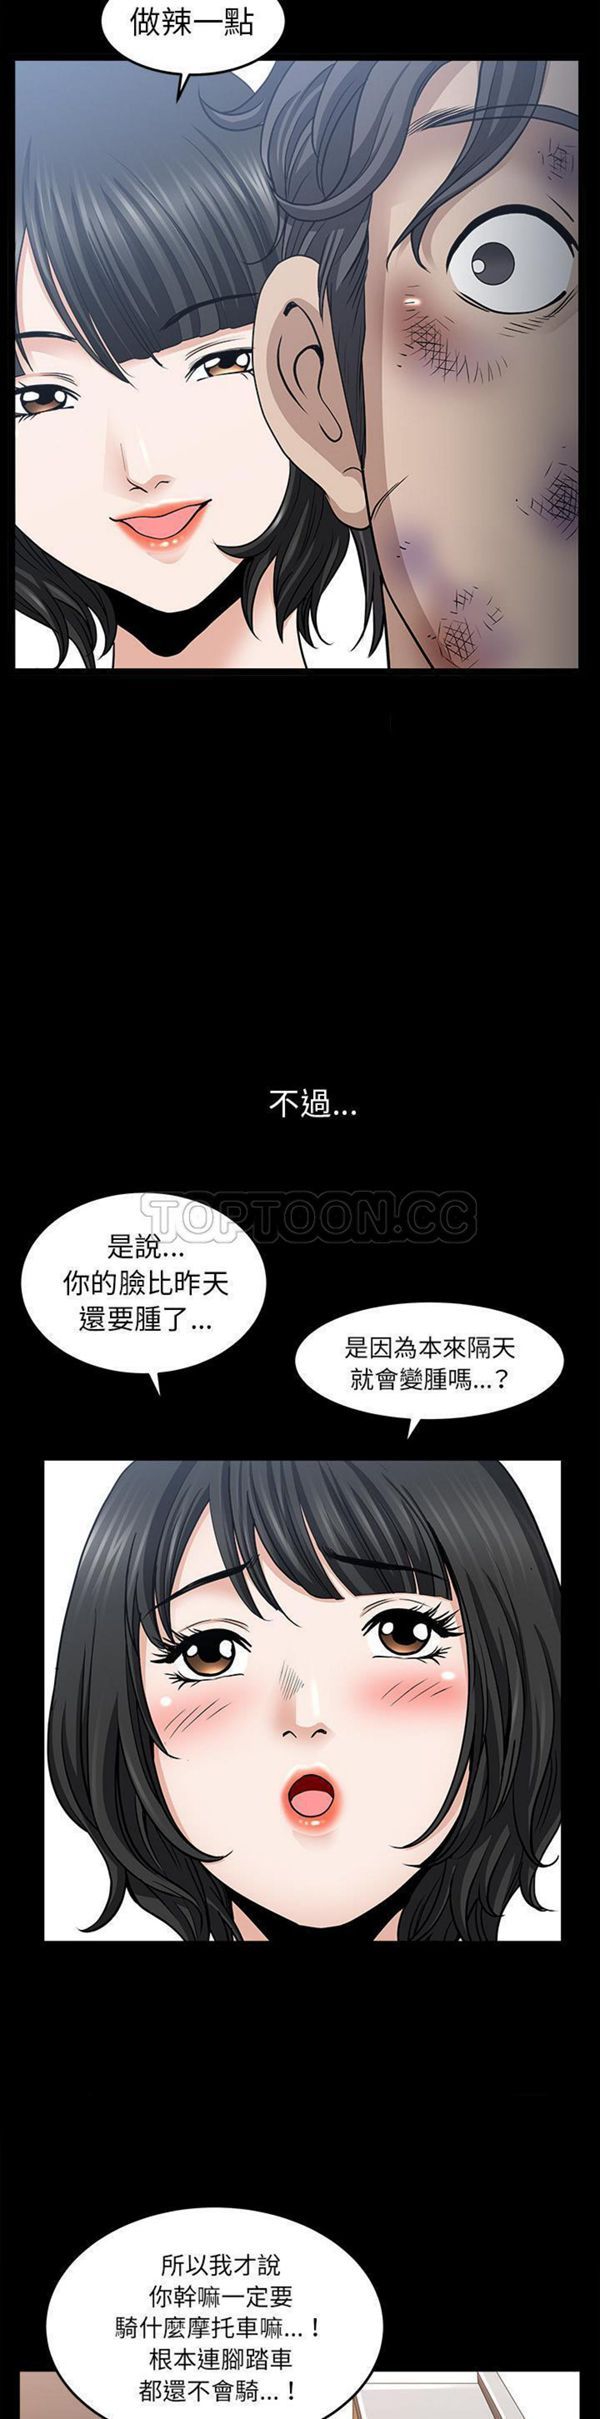 做辣一點
不過...
TOPTOON.CC
是說...
你的臉比昨天
還要腫了...
是因為本來隔天
就會變腫嗎...?
所以我才說
你幹嘛一定要
騎什麼摩托車嘛...!
根本連腳踏車
都還不會騎...!